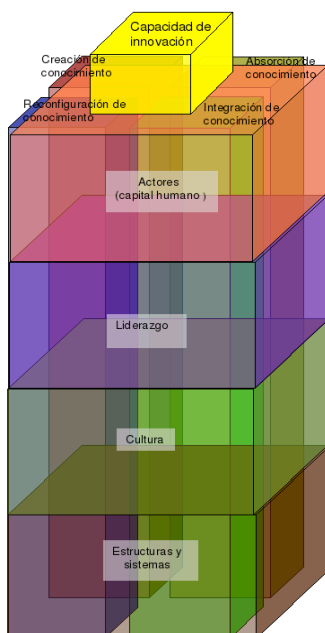 Capacidad de
innovación
Creación de
conocimiento
Absorción de
conocimiento
Reconfiguración de
conocimiento
Integración de
conocimiento
Actores
(capital humano )
Liderazgo
Cultura
Estructuras y
sistemas